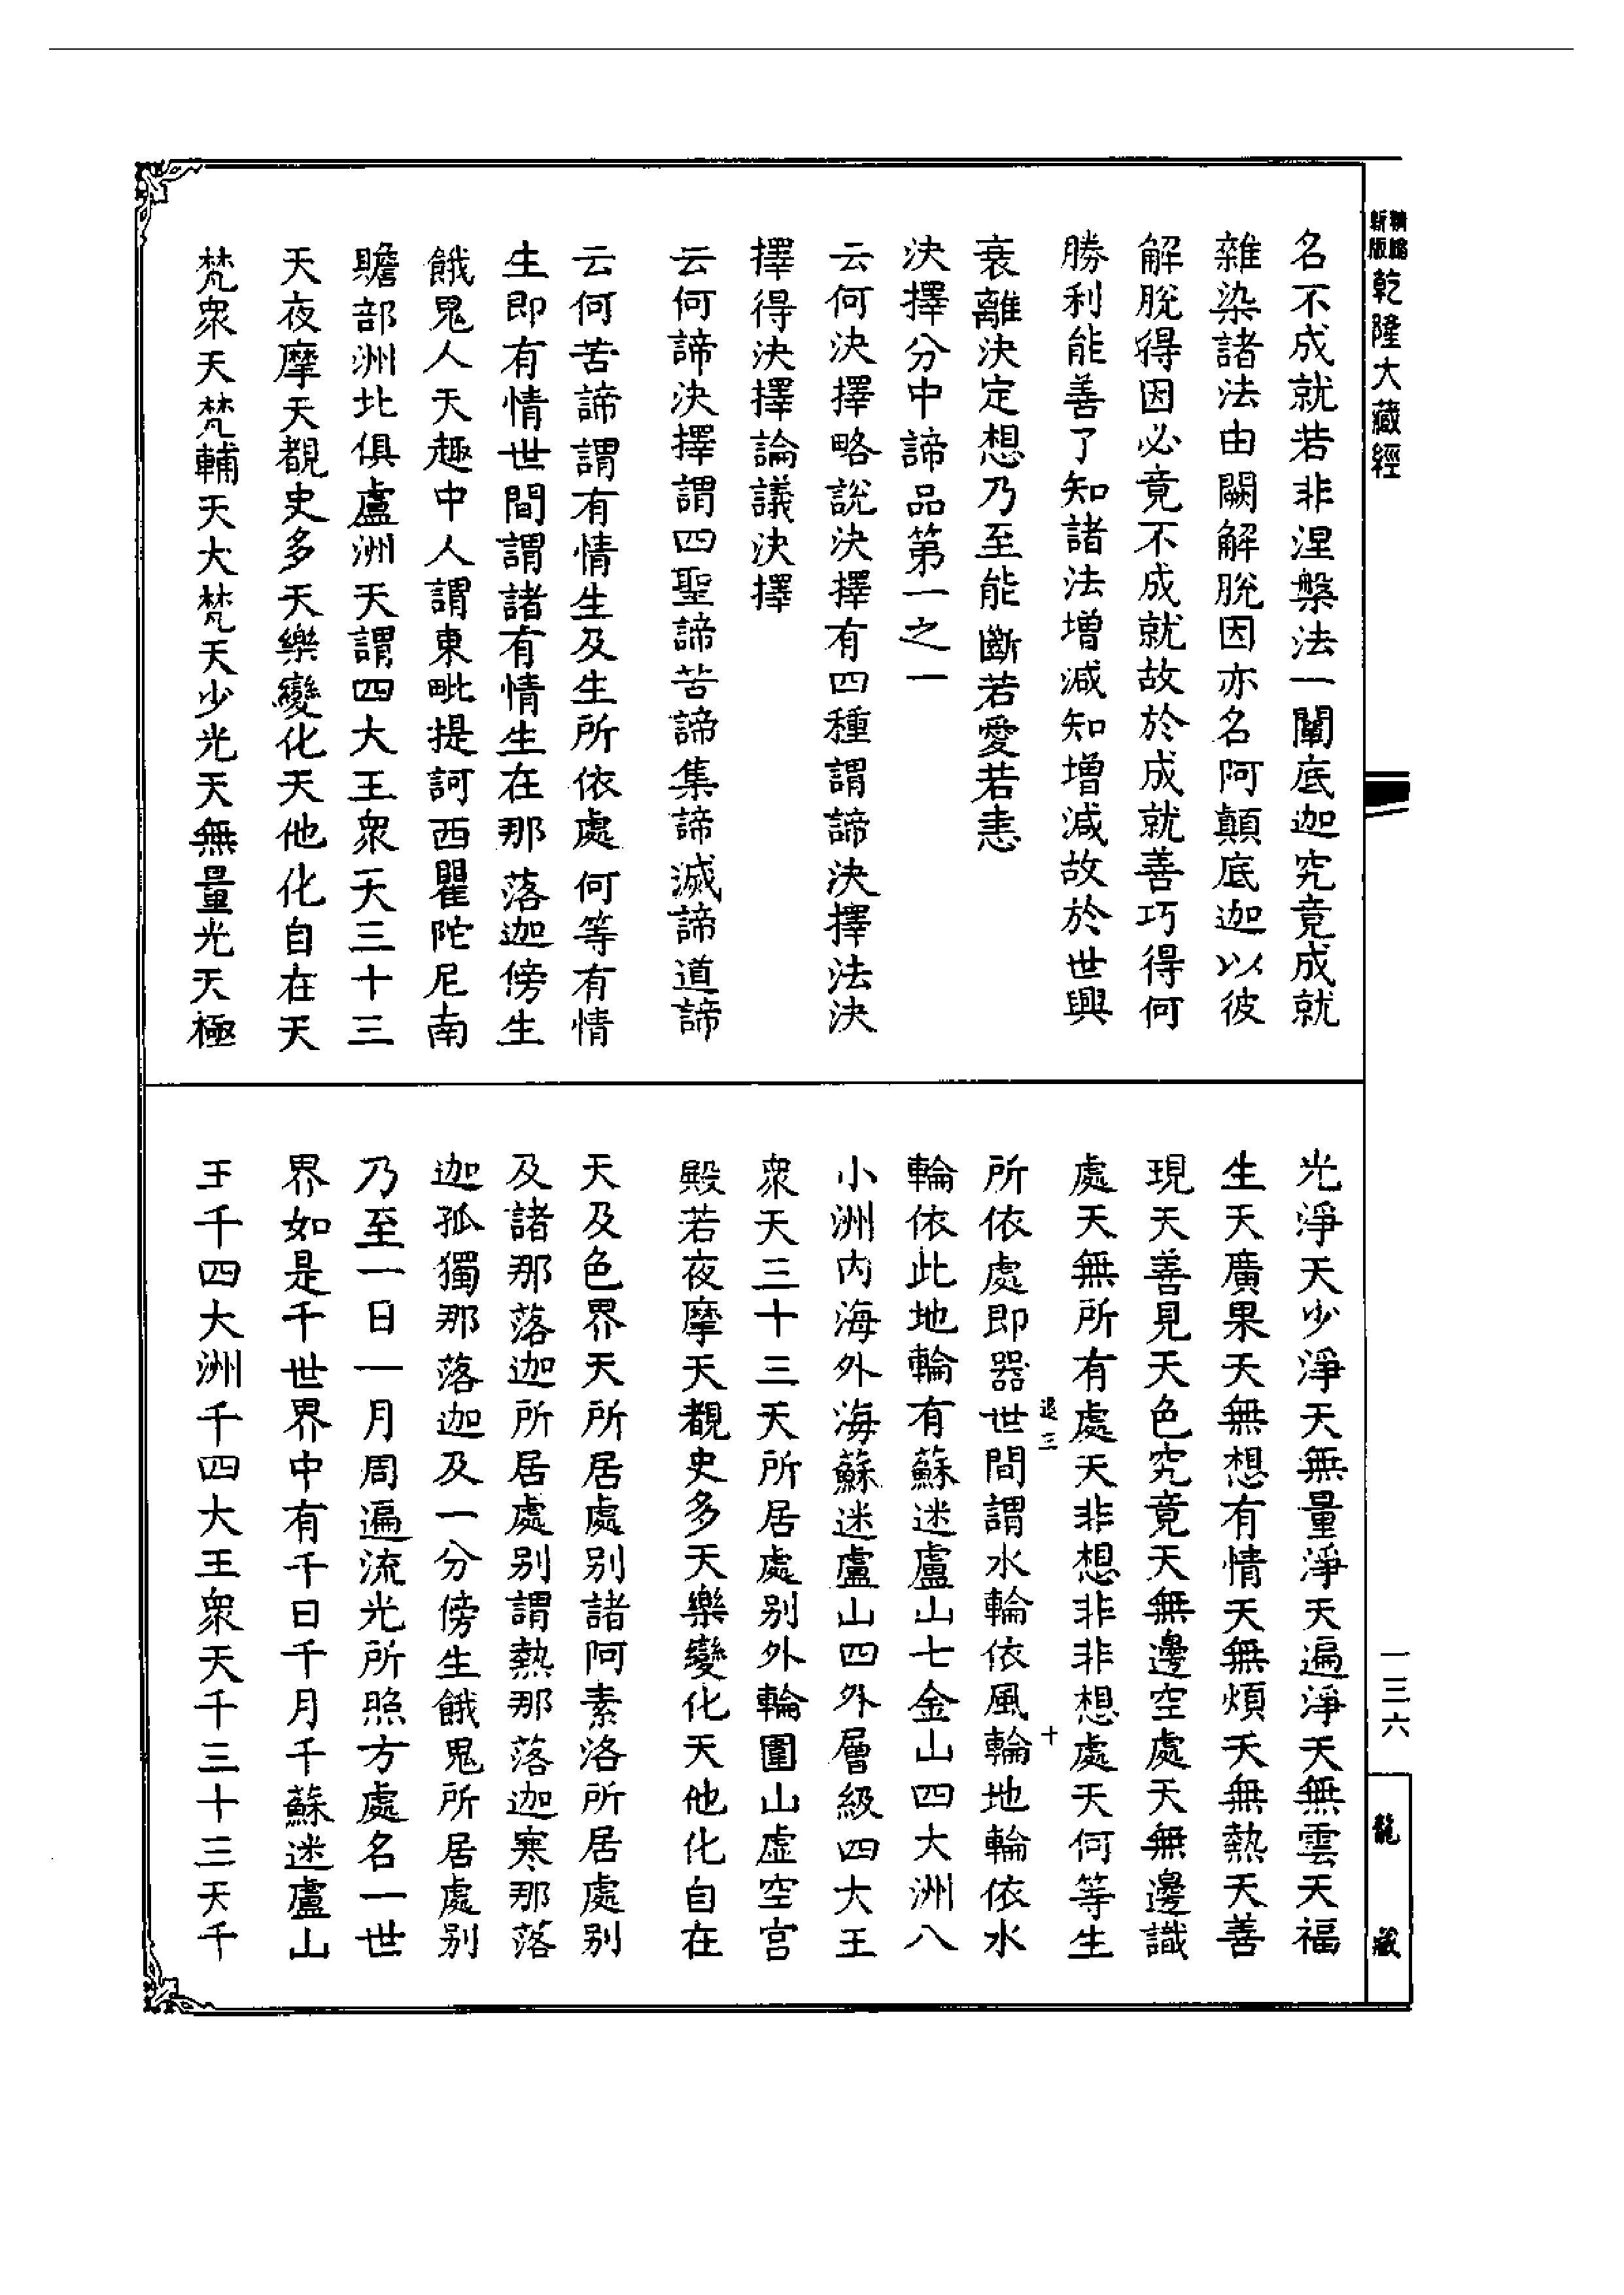 精縮新版乾隆大藏經
名不成就若非涅槃法一闡底迦究竟成就
雜染諸法由闕解脫因亦名阿顛底迦以彼
解脫得因必竟不成就故於成就善巧得何
勝利能善了知諸法增減知增減故於世興
衰離決定想乃至能斷若愛若恚
決擇分中諦品第一之一
云何決擇略說決擇有四種謂諦決擇法決
擇得決擇論議決擇
云何諦決擇謂四聖諦苦諦集諦滅諦道諦
云何苦諦謂有情生及生所依處何等有情
生即有情世間謂諸有情生在那落迦傍生
餓鬼人天趣中人謂東毗提訶西瞿陀尼南
贍部洲北俱盧洲天謂四大王衆天三十三
天夜摩天覩史多天樂變化天他化自在天
梵衆天梵輔天大梵天少光天無量光天極
光淨天少淨天無量淨天遍淨天無雲天福
生天廣果天無想有情天無煩天無熱天善
現天善見天色究竟天無邊空處天無邊識
處天無所有處天非想非非想處天何等生
退三
十
所依處即器世間謂水輪依風輪地輪依水
輪依此地輪有蘇迷盧山七金山四大洲八
小洲內海外海蘇迷盧山四外層級四大王
衆天三十三天所居處別外輪圍山虛空宮
殿若夜摩天覩史多天樂變化天他化自在
天及色界天所居處別諸阿素洛所居處別
及諸那落迦所居處別謂熱那落迦寒那落
迦孤獨那落迦及一分傍生餓鬼所居處別
乃至一日一月周遍流光所照方處名一世
界如是千世界中有千日千月千蘇迷盧山
王千四大洲千四大王衆天千三十三天千
一三六
龍藏